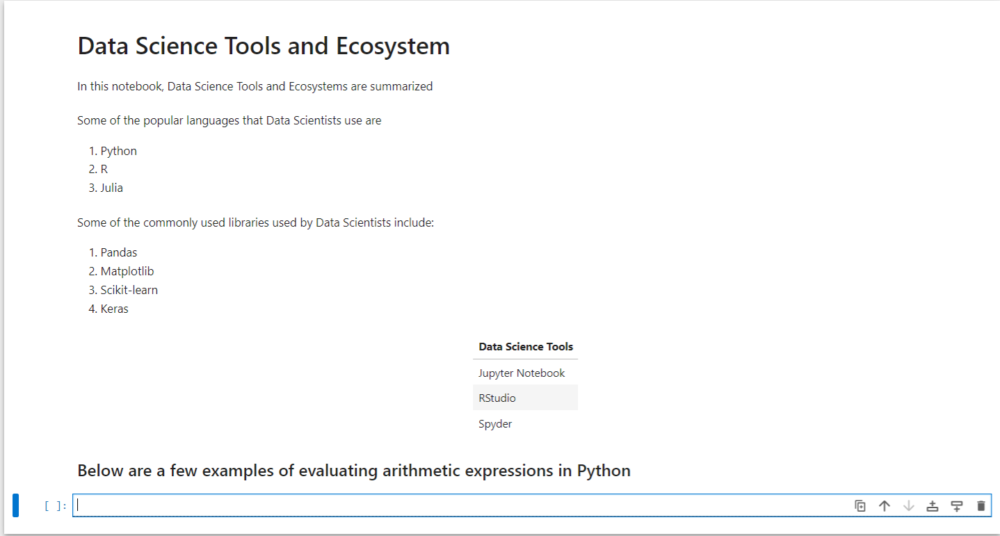 Data Science Tools and Ecosystem
In this notebook, Data Science Tools and Ecosystems are summarized
Some of the popular languages that Data Scientists use are
1. Python
2. R
3. Julia
Some of the commonly used libraries used by Data Scientists include:
1. Pandas
2. Matplotlib
3. Scikit-learn
4. Keras
Data Science Tools
Jupyter Notebook
RStudio
Spyder
Below are a few examples of evaluating arithmetic expressions in Python
[ ]: